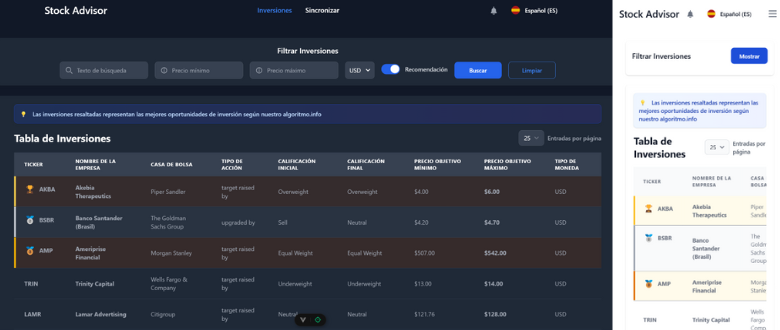 Stock Advisor
Inversiones Sincronizar
Español (ES)
Filtrar Inversiones
Texto de búsqueda
Precio mínimo
Precio máximo
USD
Recomendación
Buscar
Limpiar
Las inversiones resaltadas representan las mejores oportunidades de inversión según nuestro algoritmo.info
Tabla de Inversiones
25 Entradas por página
TICKER NOMBRE DE LA EMPRESA CASA DE BOLSA TIPO DE ACCIÓN CALIFICACIÓN INICIAL CALIFICACIÓN FINAL PRECIO OBJETIVO MÍNIMO PRECIO OBJETIVO MÁXIMO TIPO DE MONEDA
AKBA Akebia Therapeutics Piper Sandler target raised by Overweight Overweight $4.00 $6.00 USD
BSBR Banco Santander (Brasil) The Goldman Sachs Group upgraded by Sell Neutral $4.20 $4.70 USD
AMP Ameriprise Financial Morgan Stanley target raised by Equal Weight Equal Weight $507.00 $542.00 USD
TRIN Trinity Capital Wells Fargo & Company target raised by Underweight Underweight $13.00 $14.00 USD
LAMR Lamar Advertising Citigroup target raised by Neutral Neutral $121.76 $128.00 USD
Stock Advisor
Español (ES)
Filtrar Inversiones
Mostrar
Las inversiones resaltadas representan las
mejores oportunidades de inversión según
nuestro algoritmo.info
Tabla de
Inversiones
25
Entradas por
página
TICKER NOMBRE DE LA EMPRESA CASA BOLSA
AKBA Akebia Therapeutics Piper
BSBR Banco Santander (Brasil) The Sachs Group
AMP Ameriprise Financial
TRIN Trinity Capital Wells Fargo